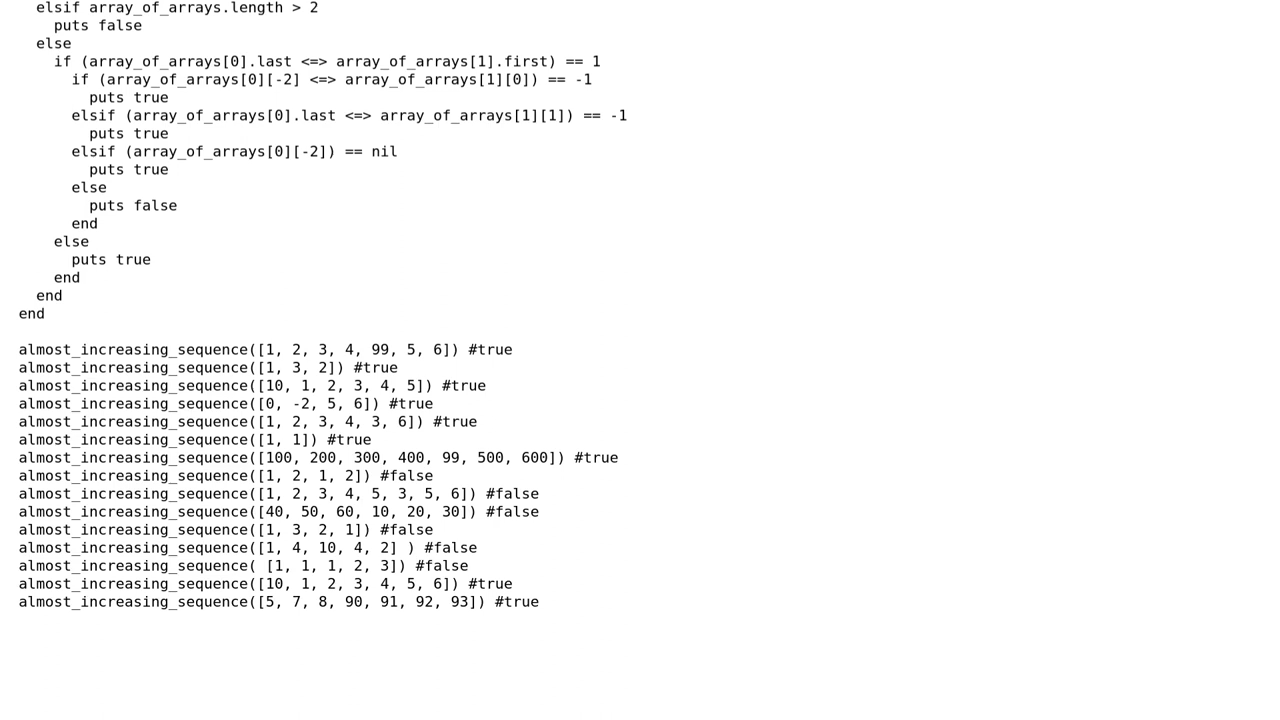 elsif array_of_arrays.length > 2
    puts false
  else
    if (array_of_arrays[0].last <=> array_of_arrays[1].first) == 1
      if (array_of_arrays[0][-2] <=> array_of_arrays[1][0]) == -1
        puts true
      elsif (array_of_arrays[0].last <=> array_of_arrays[1][1]) == -1
        puts true
      elsif (array_of_arrays[0][-2]) == nil
        puts true
      else
        puts false
      end
    else
      puts true
    end
  end
end

almost_increasing_sequence([1, 2, 3, 4, 99, 5, 6]) #true
almost_increasing_sequence([1, 3, 2]) #true
almost_increasing_sequence([10, 1, 2, 3, 4, 5]) #true
almost_increasing_sequence([0, -2, 5, 6]) #true
almost_increasing_sequence([1, 2, 3, 4, 3, 6]) #true
almost_increasing_sequence([1, 1]) #true
almost_increasing_sequence([100, 200, 300, 400, 99, 500, 600]) #true
almost_increasing_sequence([1, 2, 1, 2]) #false
almost_increasing_sequence([1, 2, 3, 4, 5, 3, 5, 6]) #false
almost_increasing_sequence([40, 50, 60, 10, 20, 30]) #false
almost_increasing_sequence([1, 3, 2, 1]) #false
almost_increasing_sequence([1, 4, 10, 4, 2] ) #false
almost_increasing_sequence( [1, 1, 1, 2, 3]) #false
almost_increasing_sequence([10, 1, 2, 3, 4, 5, 6]) #true
almost_increasing_sequence([5, 7, 8, 90, 91, 92, 93]) #true